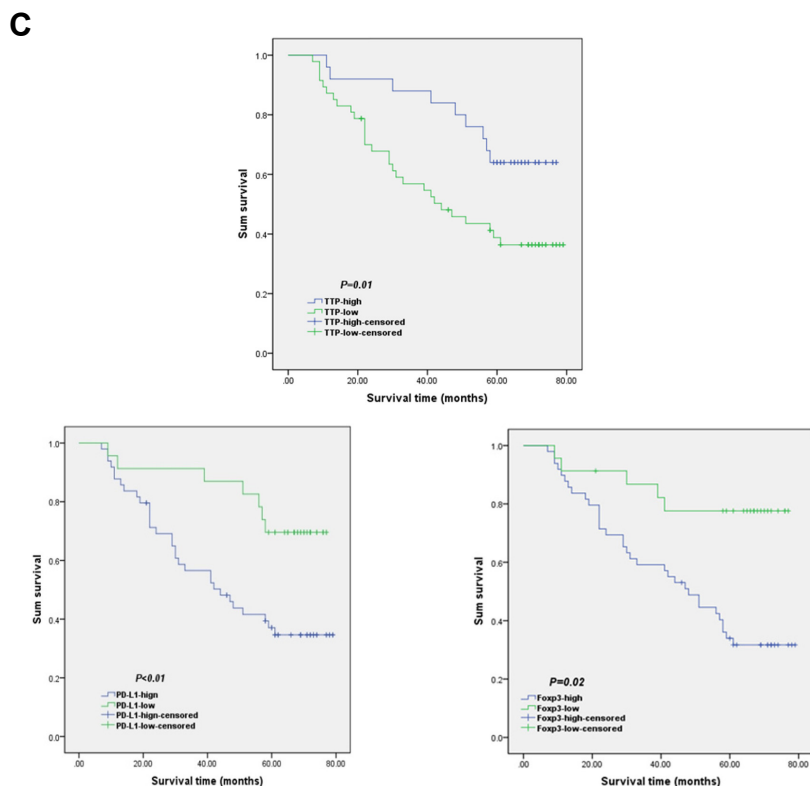 C
1.0
0.8
0.6
0.4
0.2
0.0
Sum survival
P=0.01
TTP-high
TTP-low
TTP-high-censored
TTP-low-censored
.00 20.00 40.00 60.00 80.00
Survival time (months)
1.0
0.8
0.6
0.4
0.2
0.0
Sum survival
P<0.01
PD-L1-hign
PD-L1-low
PD-L1-hign-censored
PD-L1-low-censored
.00 20.00 40.00 60.00 80.00
Survival time (months)
1.0
0.8
0.6
0.4
0.2
0.0
Sum survival
P=0.02
Foxp3-high
Foxp3-low
Foxp3-high-censored
Foxp3-low-censored
.00 20.00 40.00 60.00 80.00
Survival time (months)